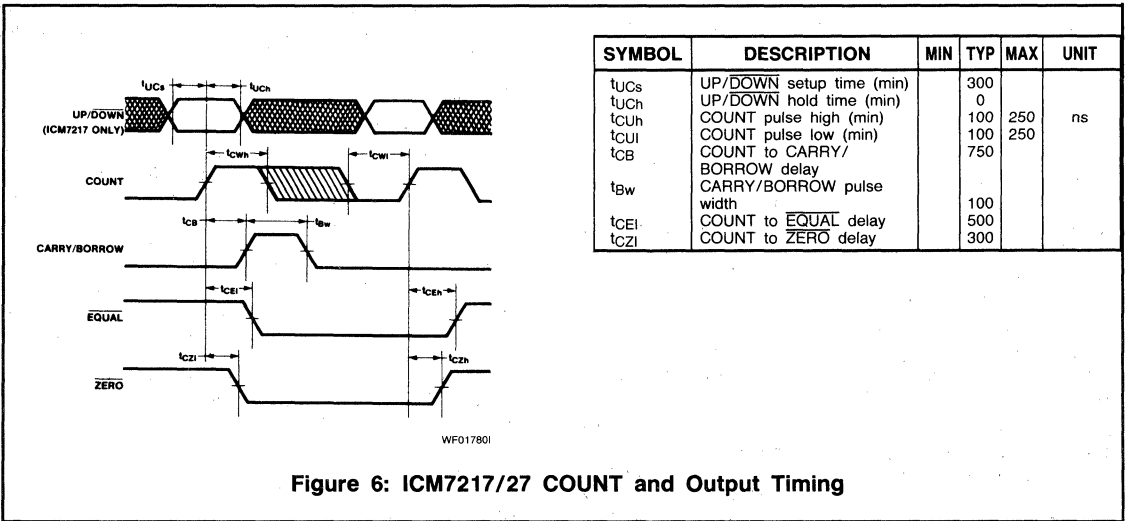 tUCs
tUCh
UP/DOWN
(ICM7217 ONLY)
tCWh
tCWl
COUNT
tCB
tBw
CARRY/BORROW
tCEl
tCEh
EQUAL
tCZl
tCZh
ZERO
WF01780I
SYMBOL DESCRIPTION MIN TYP MAX UNIT
tUCs UP/DOWN setup time (min) 300
tUCh UP/DOWN hold time (min) 0
tCUh COUNT pulse high (min) 100 250 ns
tCUl COUNT pulse low (min) 100 250
tCB COUNT to CARRY/ 750
BORROW delay
tBw CARRY/BORROW pulse
width 100
tCEl COUNT to EQUAL delay 500
tCZl COUNT to ZERO delay 300
Figure 6: ICM7217/27 COUNT and Output Timing